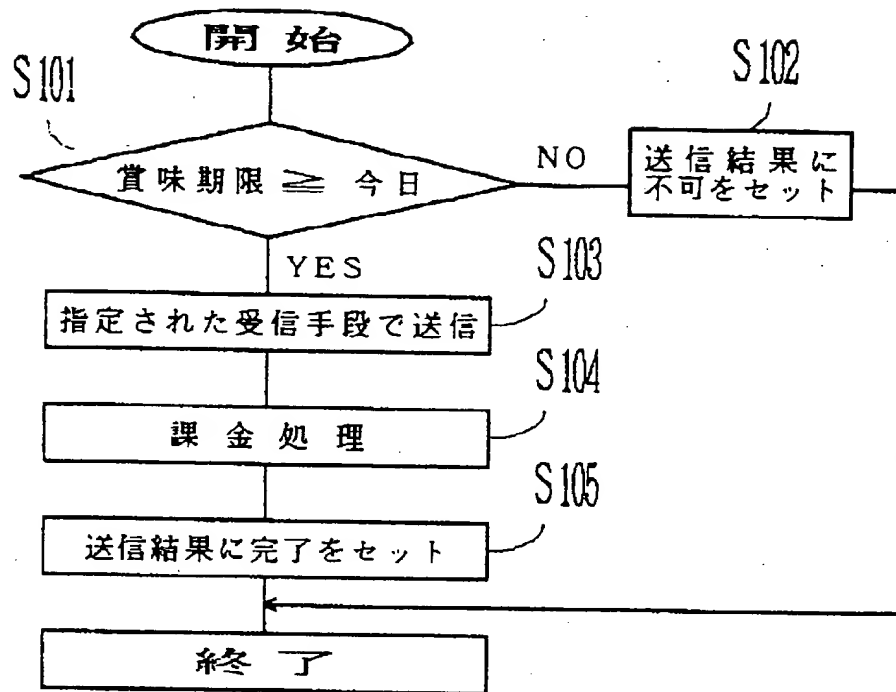 開始
S101
S102
賞味期限 ≧ 今日
NO
送信結果に
不可をセット
YES
S103
指定された受信手段で送信
S104
課金処理
S105
送信結果に完了をセット
終了